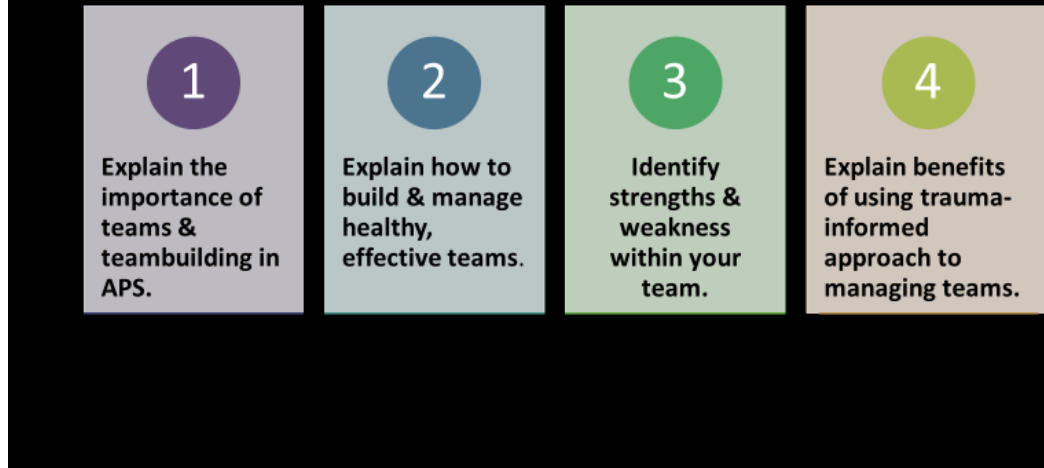 1
Explain the
importance of
teams &
teambuilding in
APS.
2
Explain how to
build & manage
healthy,
effective teams.
3
Identify
strengths &
weakness
within your
team.
4
Explain benefits
of using trauma-
informed
approach to
managing teams.